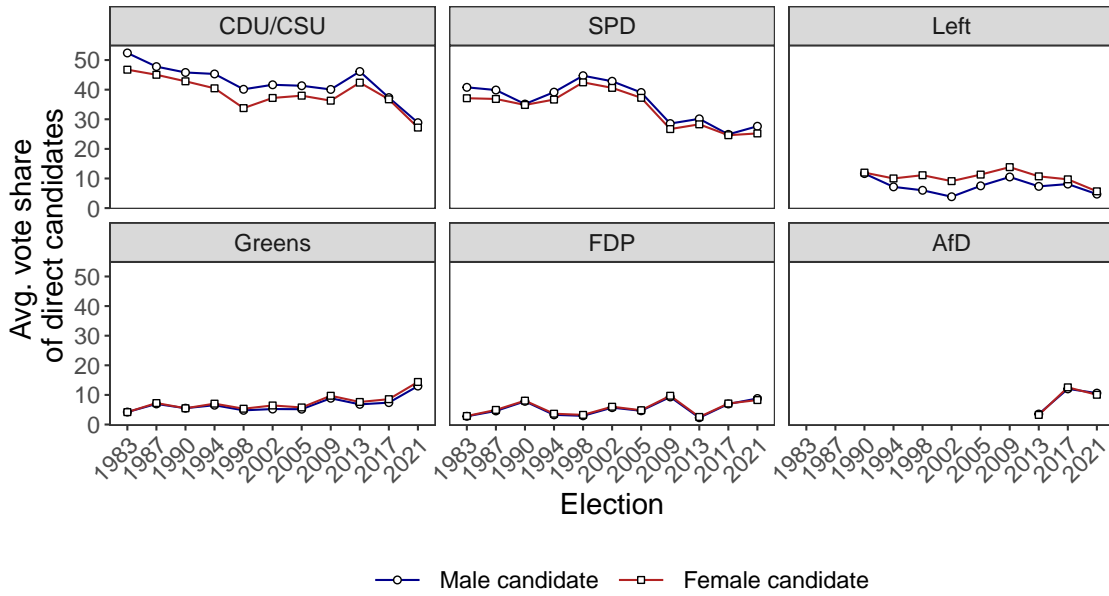 CDU/CSU SPD Left
50
40
30
20
10
0
Greens FDP AfD
50
40
30
20
10
0
1983 1987 1990 1994 1998 2002 2005 2009 2013 2017 2021 1983 1987 1990 1994 1998 2002 2005 2009 2013 2017 2021 1983 1987 1990 1994 1998 2002 2005 2009 2013 2017 2021
Avg. vote share
of direct candidates
Election
Male candidate Female candidate